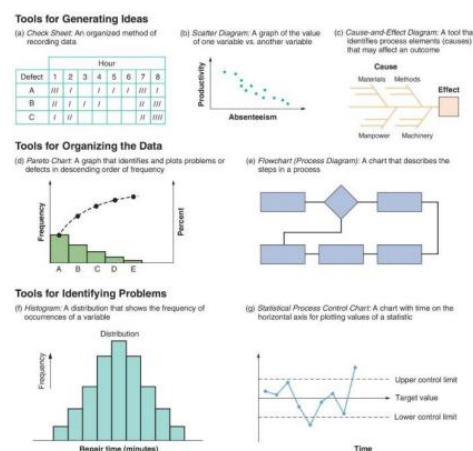 Tools for Generating Ideas
(a) Check Sheet: An organized method of
recording data
Hour
Defect 1 2 3 4 5 6 7 8
A /// / / / / /// /
B // / / / // ///
C / // // ////
(b) Scatter Diagram: A graph of the value
of one variable vs. another variable
Productivity
Absenteeism
(c) Cause-and-Effect Diagram: A tool tha
identifies process elements (causes)
that may affect an outcome
Cause
Materials Methods
Effect
Manpower Machinery
Tools for Organizing the Data
(d) Pareto Chart: A graph that identifies and plots problems or
defects in descending order of frequency
Frequency
Percent
A B C D E
(e) Flowchart (Process Diagram): A chart that describes the
steps in a process
Tools for Identifying Problems
(f) Histogram: A distribution that shows the frequency of
occurrences of a variable
Distribution
Frequency
Repair time (minutes)
(g) Statistical Process Control Chart: A chart with time on the
horizontal axis for plotting values of a statistic
Upper control limit
Target value
Lower control limit
Time